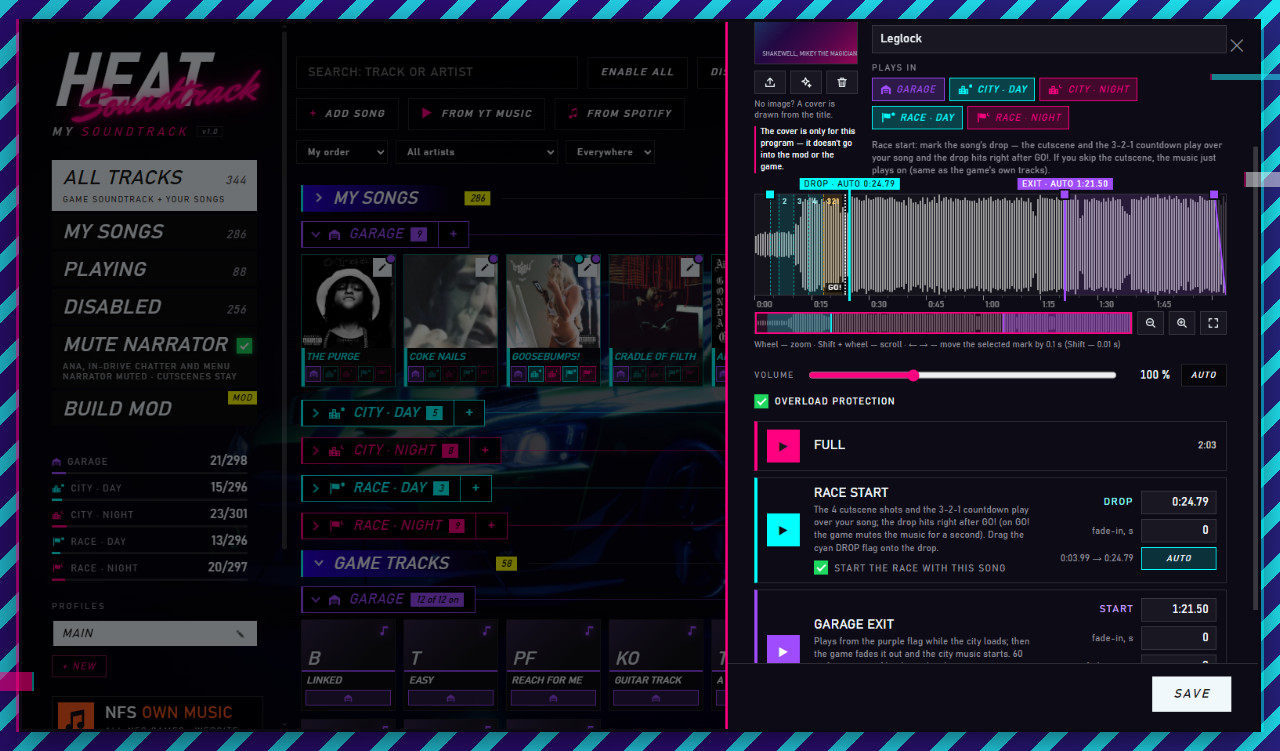 HEAT
Soundtrack
MY SOUNDTRACK v1.0
ALL TRACKS 344
GAME SOUNDTRACK + YOUR SONGS
MY SONGS 286
PLAYING 88
DISABLED 256
MUTE NARRATOR
ANA, IN-DRIVE CHATTER AND MENU
NARRATOR MUTED · CUTSCENES STAY
BUILD MOD MOD
GARAGE 21/298
CITY · DAY 15/296
CITY · NIGHT 23/301
RACE · DAY 13/296
RACE · NIGHT 20/297
PROFILES
MAIN
+ NEW
NFS OWN MUSIC
SEARCH: TRACK OR ARTIST
ENABLE ALL
+ ADD SONG
FROM YT MUSIC
FROM SPOTIFY
My order
All artists
Everywhere
MY SONGS 286
GARAGE 9 +
THE PURGE
COKE NAILS
GOOSEBUMPS!
CRADLE OF FILTH
CITY · DAY 5 +
CITY · NIGHT +
RACE · DAY 3 +
RACE · NIGHT +
GAME TRACKS 58
GARAGE 12 of 12 on
B
LINKED
T
EASY
PF
REACH FOR ME
KO
GUITAR TRACK
SHAKEWELL, MIKEY THE MAGICIAN
No image? A cover is
drawn from the title.
The cover is only for this
program — it doesn't go
into the mod or the
game.
Leglock
PLAYS IN
GARAGE
CITY · DAY
CITY · NIGHT
RACE · DAY
RACE · NIGHT
Race start: mark the song's drop — the cutscene and the 3-2-1 countdown play over
your song and the drop hits right after GO!. If you skip the cutscene, the music just
plays on (same as the game's own tracks).
DROP · AUTO 0:24.79
EXIT · AUTO 1:21.50
2 3 4
GO!
0:00 0:15 0:30 0:45 1:00 1:15 1:30 1:45
Wheel — zoom · Shift + wheel — scroll · ← → — move the selected mark by 0.1 s (Shift — 0.01 s)
VOLUME 100 % AUTO
OVERLOAD PROTECTION
FULL 2:03
RACE START
The 4 cutscene shots and the 3-2-1 countdown play
over your song; the drop hits right after GO! (on GO!
the game mutes the music for a second). Drag the
cyan DROP flag onto the drop.
START THE RACE WITH THIS SONG
DROP 0:24.79
fade-in, s 0
0:03.99 → 0:24.79 AUTO
GARAGE EXIT
Plays from the purple flag while the city loads; then
the game fades it out and the city music starts. 60
START 1:21.50
fade-in, s 0
SAVE